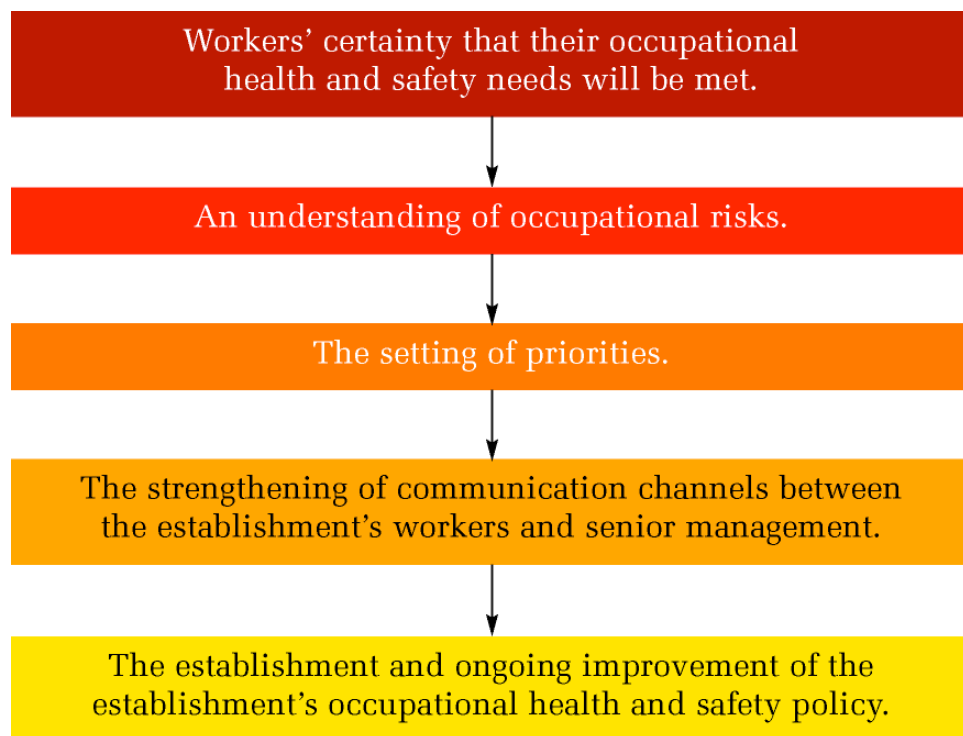 Workers’ certainty that their occupational
health and safety needs will be met.
An understanding of occupational risks.
The setting of priorities.
The strengthening of communication channels between
the establishment’s workers and senior management.
The establishment and ongoing improvement of the
establishment’s occupational health and safety policy.